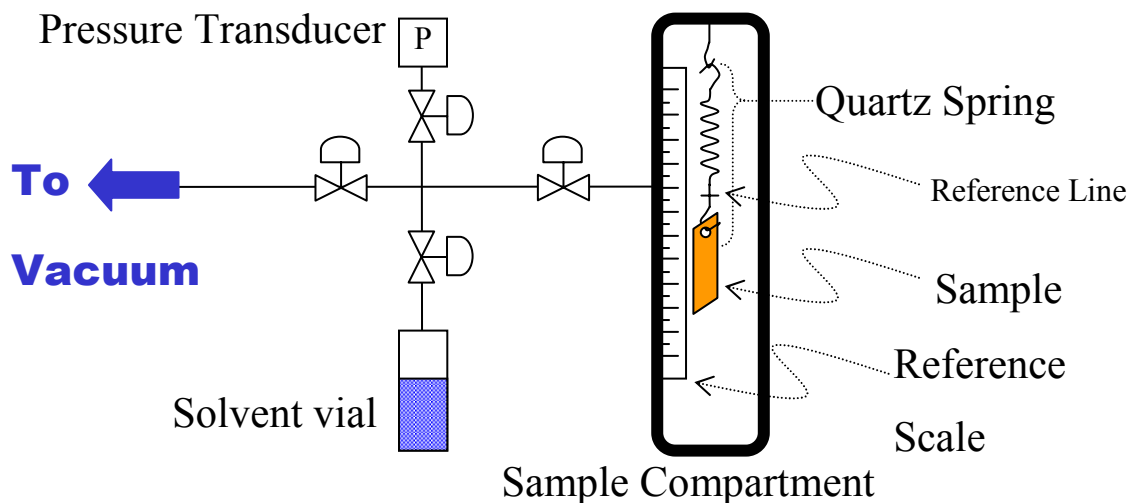 Pressure Transducer
P
Quartz Spring
To
Reference Line
Vacuum
Sample
Reference
Solvent vial
Scale
Sample Compartment